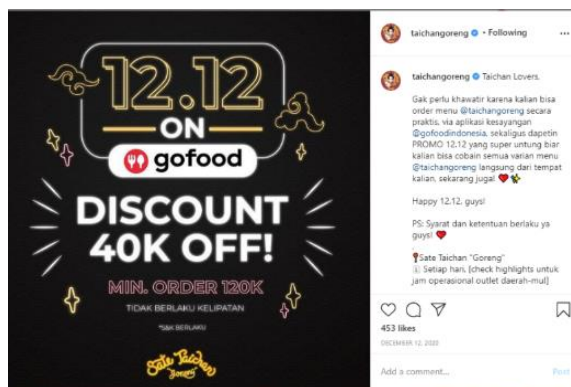 12.12
ON
gofood
DISCOUNT
40K OFF!
MIN. ORDER 120K
TIDAK BERLAKU KELIPATAN
*S&K BERLAKU
Sate Taichan
Goreng
taichangoreng • Following
taichangoreng Taichan Lovers,
Gak perlu khawatir karena kalian bisa
order menu @taichangoreng secara
praktis, via aplikasi kesayangan
@gofoodindonesia, sekaligus dapetin
PROMO 12.12 yang super untung biar
kalian bisa cobain semua varian menu
@taichangoreng langsung dari tempat
kalian, sekarang juga!
Happy 12.12, guys!
PS: Syarat dan ketentuan berlaku ya
guys!
Sate Taichan "Goreng"
Setiap hari, [check highlights untuk
jam operasional outlet daerah-mu]
453 likes
DECEMBER 12, 2020
Add a comment...
Post